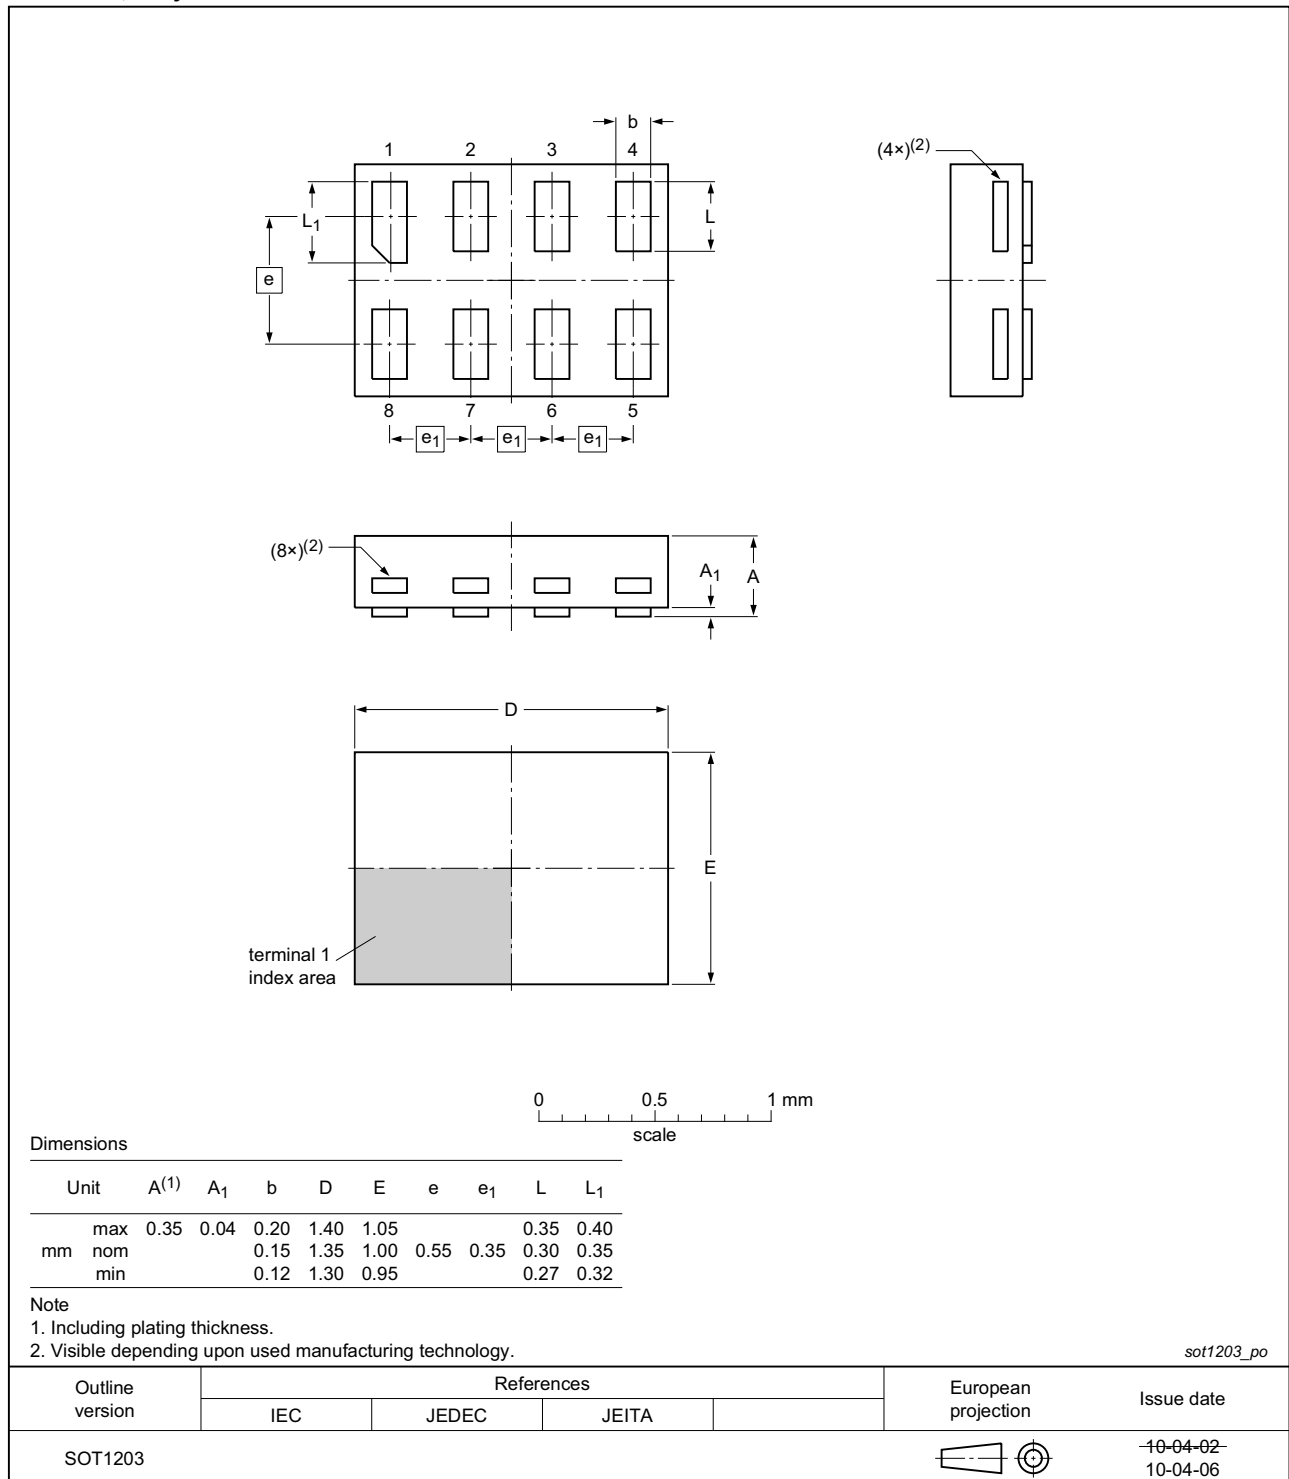 b
1 2 3 4
(4×)(2)
L1
L
e
8 7 6 5
e1 e1 e1
(8×)(2)
A1
A
D
E
terminal 1
index area
0 0.5 1 mm
scale
Dimensions
Unit A(1) A1 b D E e e1 L L1
max 0.35 0.04 0.20 1.40 1.05 0.35 0.40
mm nom 0.15 1.35 1.00 0.55 0.35 0.30 0.35
min 0.12 1.30 0.95 0.27 0.32
Note
1. Including plating thickness.
2. Visible depending upon used manufacturing technology.
sot1203_po
Outline
version
References
IEC JEDEC JEITA
European
projection
Issue date
SOT1203
10-04-02
10-04-06